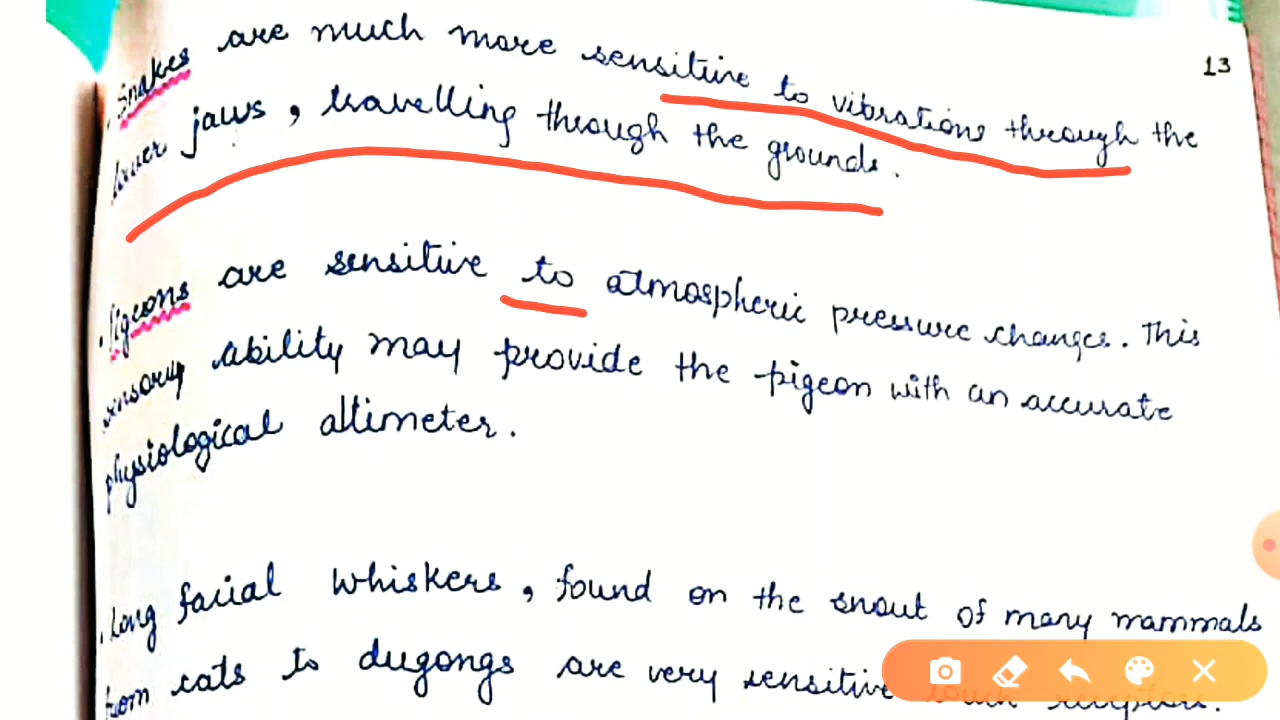 13
. Snakes are much more sensitive to vibrations through the
lower jaws, travelling through the grounds.
. Pigeons are sensitive to atmospheric pressure changes. This
sensory ability may provide the pigeon with an accurate
physiological altimeter.
. Long facial whiskers, found on the snout of many mammals
from cats to dugongs are very sensitive touch receptors.